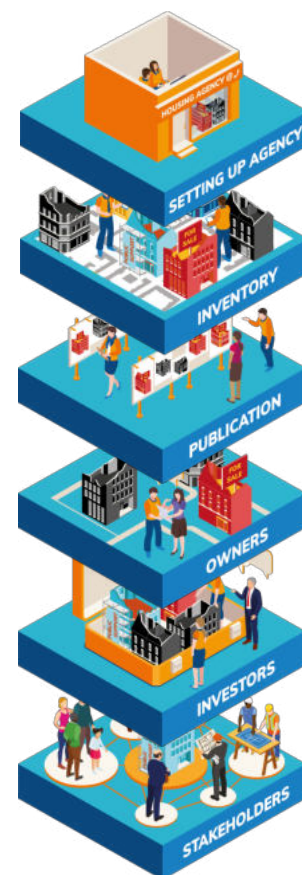 HOUSING AGENCY
SETTING UP AGENCY
FOR
SALE
INVENTORY
PUBLICATION
FOR
SALE
OWNERS
INVESTORS
STAKEHOLDERS